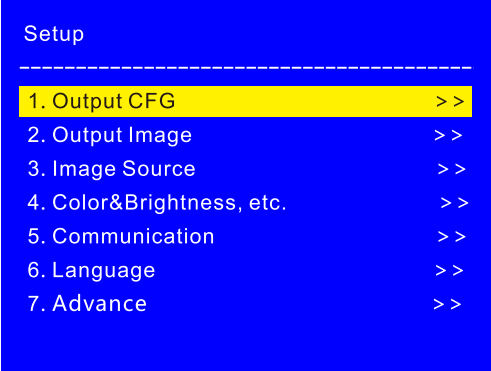 Setup
----------------------------------------
1. Output CFG >>
2. Output Image >>
3. Image Source >>
4. Color&Brightness, etc. >>
5. Communication >>
6. Language >>
7. Advance >>